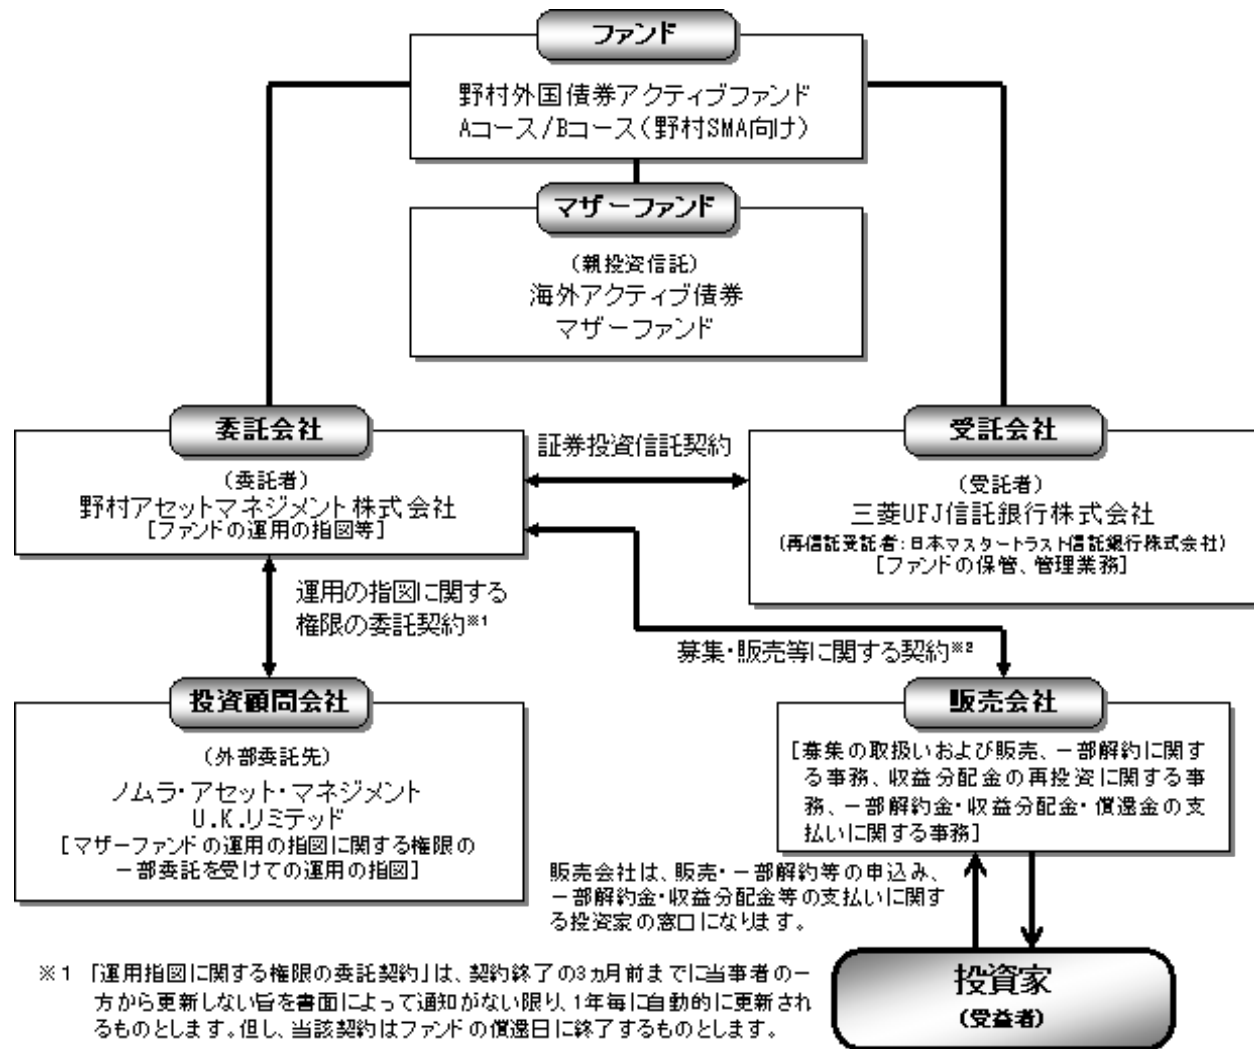 ファンド
野村外国債券アクティブファンド
Aコース/Bコース(野村SMA向け)
マザーファンド
(親投資信託)
海外アクティブ債券
マザーファンド
委託会社
(委託者)
野村アセットマネジメント株式会社
[ファンドの運用の指図等]
証券投資信託契約
受託会社
(受託者)
三菱UFJ信託銀行株式会社
(再信託受託者:日本マスタートラスト信託銀行株式会社)
[ファンドの保管、管理業務]
運用の指図に関する
権限の委託契約※1
募集・販売等に関する契約※2
投資顧問会社
(外部委託先)
ノムラ・アセット・マネジメント
U.K.リミテッド
[マザーファンドの運用の指図に関する権限の
一部委託を受けての運用の指図]
販売会社
[募集の取扱いおよび販売、一部解約に関す
る事務、収益分配金の再投資に関する事
務、一部解約金・収益分配金・償還金の支
払いに関する事務]
販売会社は、販売・一部解約等の申込み、
一部解約金・収益分配金等の支払いに関す
る投資家の窓口になります。
投資家
(受益者)
※1 「運用指図に関する権限の委託契約」は、契約終了の3ヵ月前までに当事者の一
方から更新しない旨を書面によって通知がない限り、1年毎に自動的に更新され
るものとします。但し、当該契約はファンドの償還日に終了するものとします。